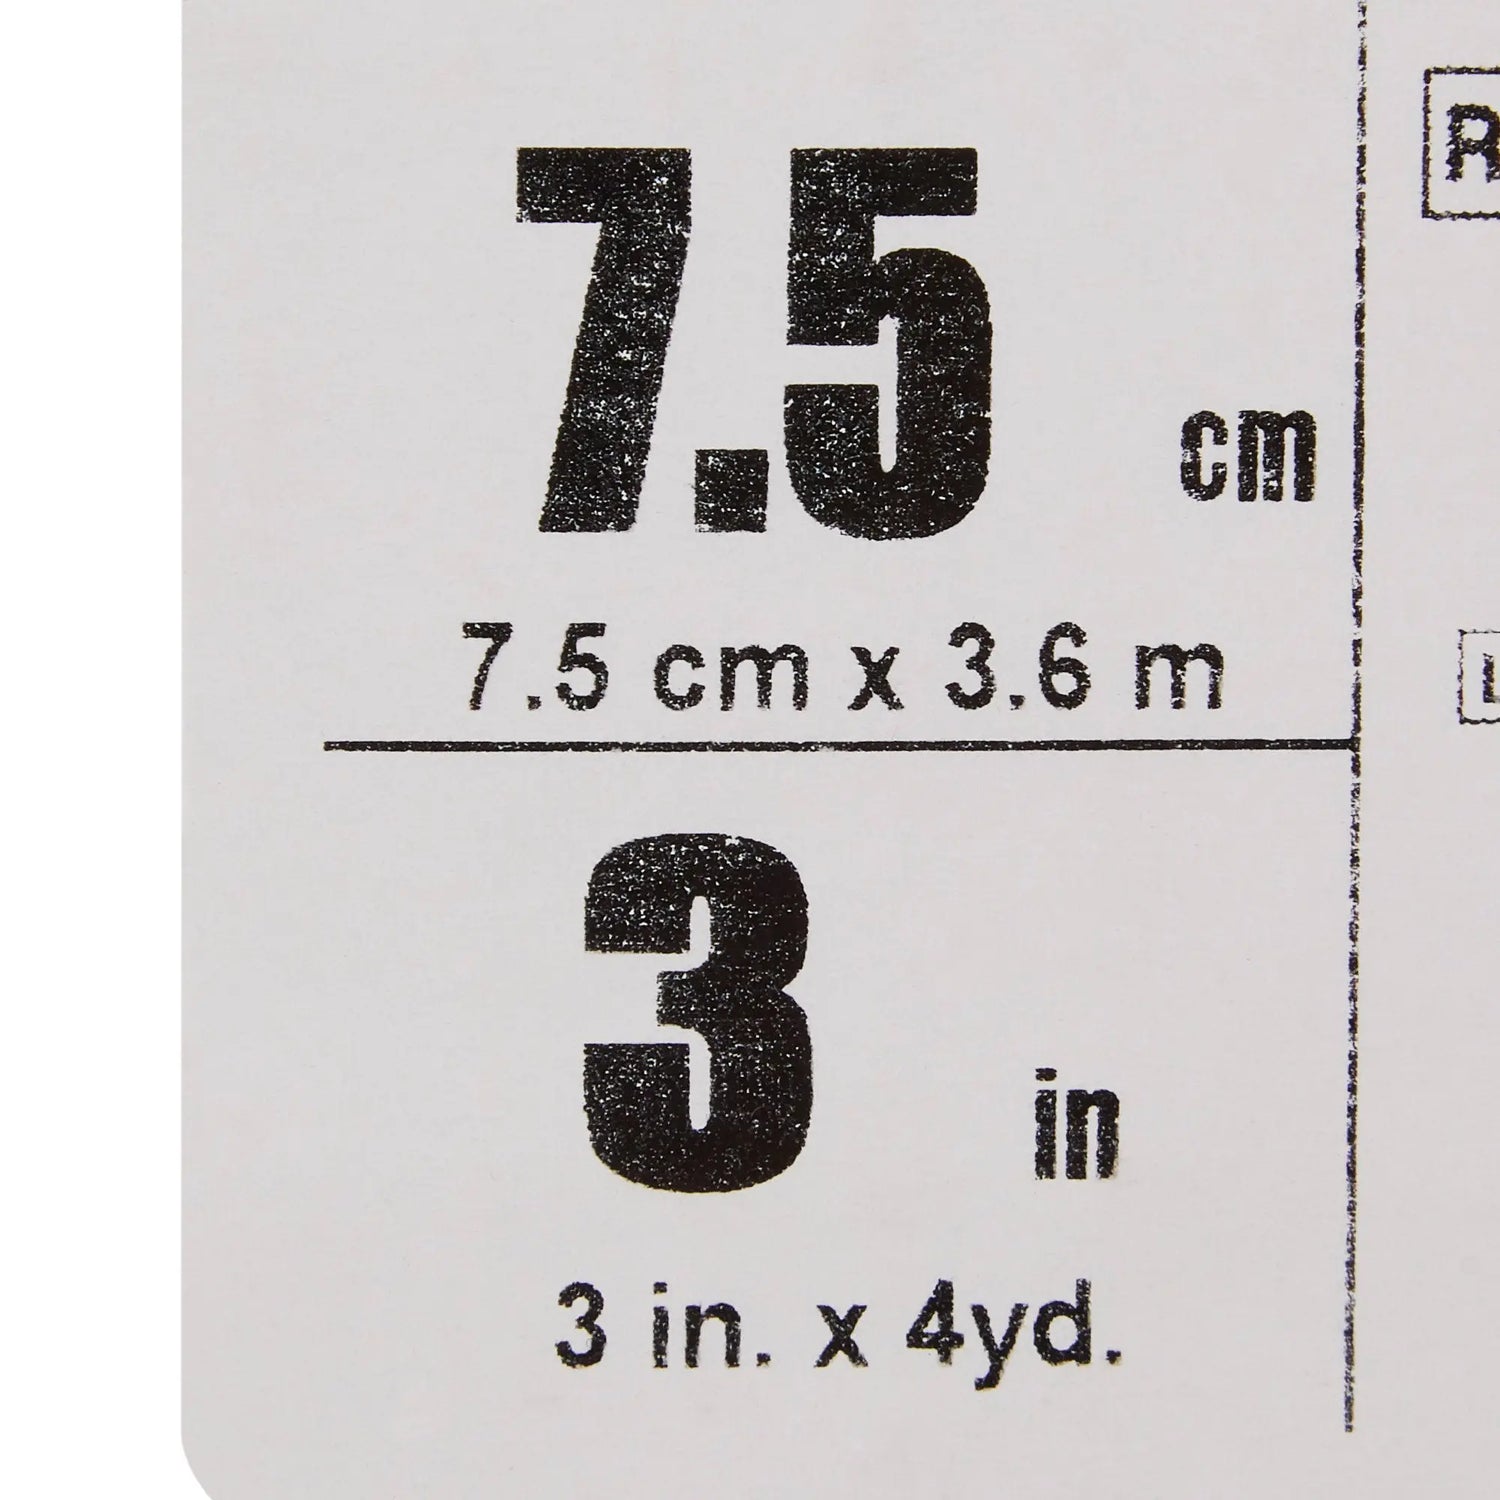 7.5 cm
7.5 cm x 3.6 m
3 in
3 in. x 4yd.
R